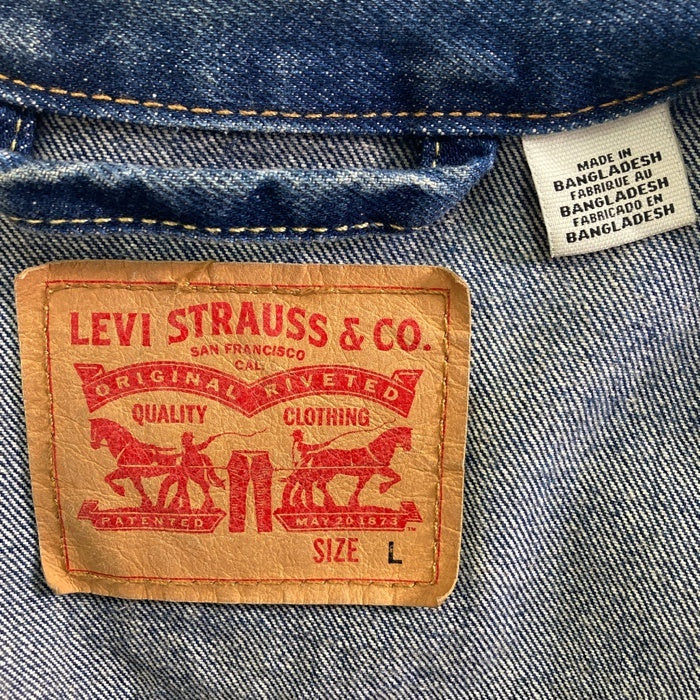 MADE IN
BANGLADESH
FABRIQUE AU
BANGLADESH
FABRICADO EN
BANGLADESH
LEVI STRAUSS & CO.
SAN FRANCISCO
CAL.
ORIGINAL RIVETED
QUALITY CLOTHING
PATENTED MAY 20 1873 ™
SIZE L